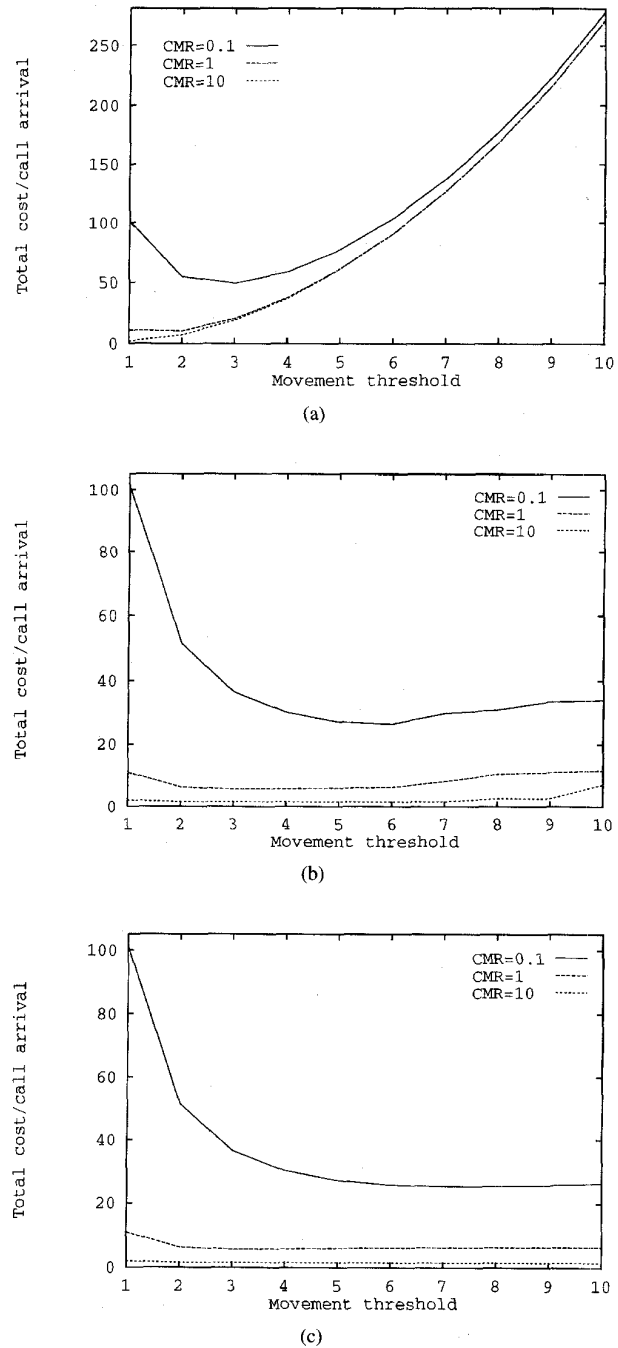 Total cost/call arrival
250
200
150
100
50
0
CMR=0.1
CMR=1
CMR=10
1 2 3 4 5 6 7 8 9 10
Movement threshold
(a)
Total cost/call arrival
100
80
60
40
20
0
CMR=0.1
CMR=1
CMR=10
1 2 3 4 5 6 7 8 9 10
Movement threshold
(b)
Total cost/call arrival
100
80
60
40
20
0
CMR=0.1
CMR=1
CMR=10
1 2 3 4 5 6 7 8 9 10
Movement threshold
(c)